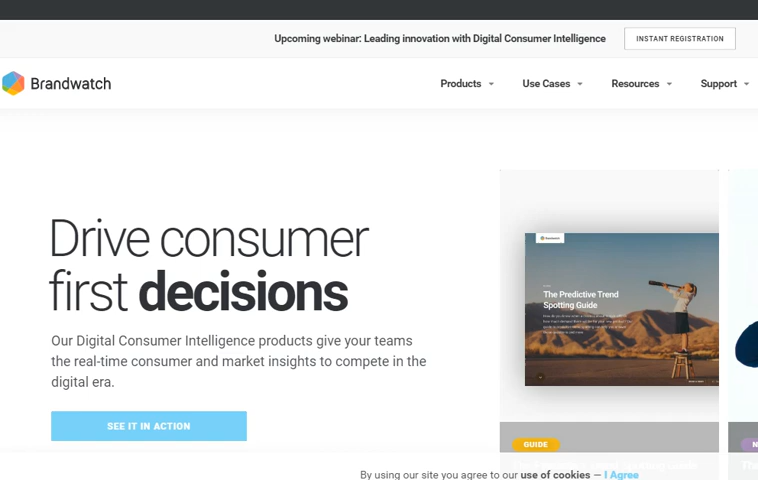 Upcoming webinar: Leading innovation with Digital Consumer Intelligence
INSTANT REGISTRATION
Brandwatch
Products
Use Cases
Resources
Support
Drive consumer
first decisions
Our Digital Consumer Intelligence products give your teams
the real-time consumer and market insights to compete in the
digital era.
SEE IT IN ACTION
The Predictive Trend
Spotting Guide
GUIDE
By using our site you agree to our use of cookies — I Agree